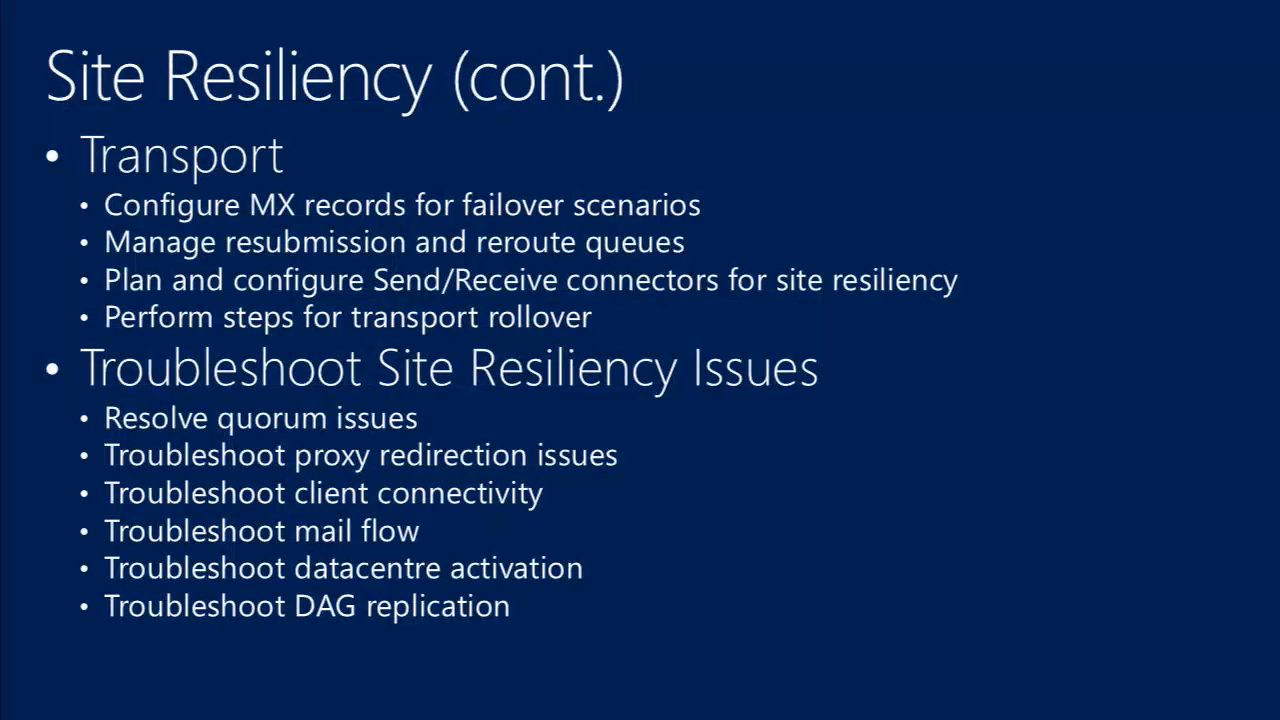 Site Resiliency (cont.)
• Transport
• Configure MX records for failover scenarios
• Manage resubmission and reroute queues
• Plan and configure Send/Receive connectors for site resiliency
• Perform steps for transport rollover
• Troubleshoot Site Resiliency Issues
• Resolve quorum issues
• Troubleshoot proxy redirection issues
• Troubleshoot client connectivity
• Troubleshoot mail flow
• Troubleshoot datacentre activation
• Troubleshoot DAG replication